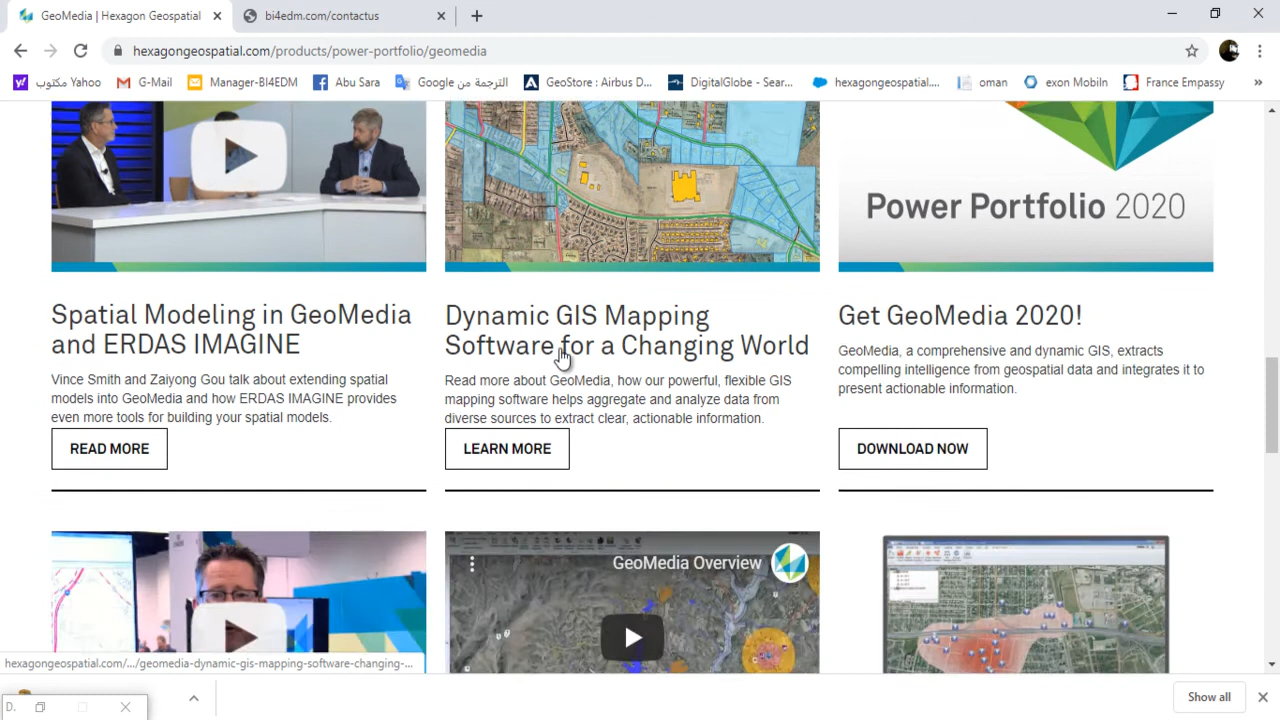 GeoMedia | Hexagon Geospatial
bi4edm.com/contactus
hexagongeospatial.com/products/power-portfolio/geomedia
Yahoo مكتوب
G-Mail
Manager-BI4EDM
Abu Sara
الترجمة من Google
GeoStore : Airbus D...
DigitalGlobe - Sear...
hexagongeospatial....
oman
exon Mobiln
France Empassy
»
Power Portfolio 2020
Spatial Modeling in GeoMedia
and ERDAS IMAGINE
Vince Smith and Zaiyong Gou talk about extending spatial
models into GeoMedia and how ERDAS IMAGINE provides
even more tools for building your spatial models.
READ MORE
Dynamic GIS Mapping
Software for a Changing World
Read more about GeoMedia, how our powerful, flexible GIS
mapping software helps aggregate and analyze data from
diverse sources to extract clear, actionable information.
LEARN MORE
Get GeoMedia 2020!
GeoMedia, a comprehensive and dynamic GIS, extracts
compelling intelligence from geospatial data and integrates it to
present actionable information.
DOWNLOAD NOW
GeoMedia Overview
hexagongeospatial.com/.../geomedia-dynamic-gis-mapping-software-changing-...
D.
Show all